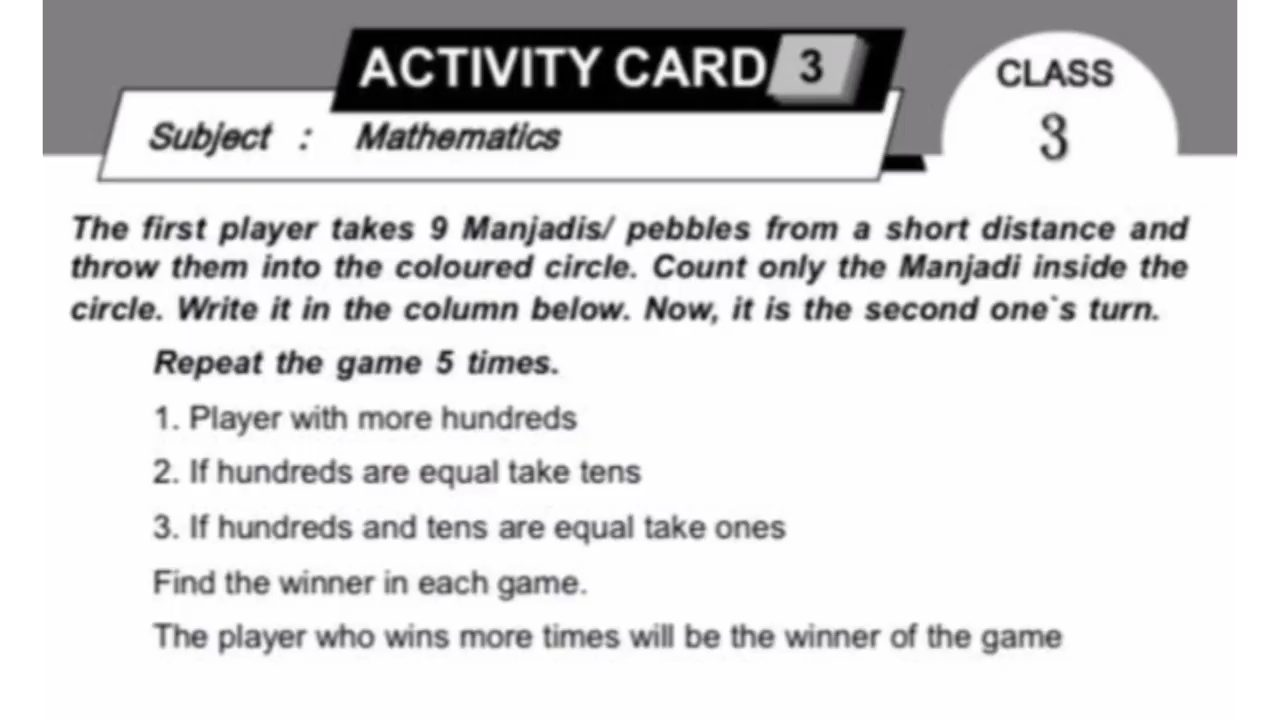 ACTIVITY CARD 3
CLASS
3
Subject : Mathematics
The first player takes 9 Manjadis/ pebbles from a short distance and
throw them into the coloured circle. Count only the Manjadi inside the
circle. Write it in the column below. Now, it is the second one`s turn.
Repeat the game 5 times.
1. Player with more hundreds
2. If hundreds are equal take tens
3. If hundreds and tens are equal take ones
Find the winner in each game.
The player who wins more times will be the winner of the game